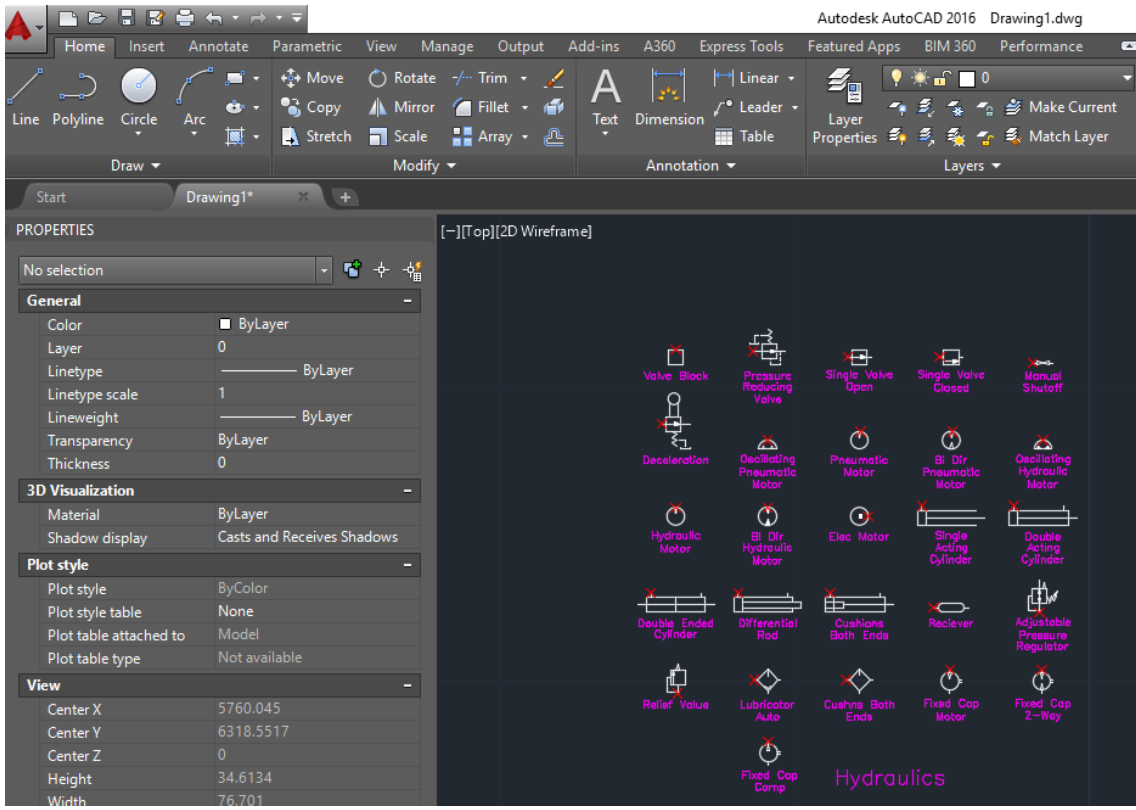 Autodesk AutoCAD 2016 Drawing1.dwg
Home Insert Annotate Parametric View Manage Output Add-ins A360 Express Tools Featured Apps BIM 360 Performance
Line Polyline Circle Arc
Move Rotate Trim
Copy Mirror Fillet
Stretch Scale Array
Text Dimension
Linear
Leader
Table
Layer
Properties
0
Make Current
Match Layer
Draw Modify Annotation Layers
Start Drawing1* +
PROPERTIES
No selection
General
Color ByLayer
Layer 0
Linetype ByLayer
Linetype scale 1
Lineweight ByLayer
Transparency ByLayer
Thickness 0
3D Visualization
Material ByLayer
Shadow display Casts and Receives Shadows
Plot style
Plot style ByColor
Plot style table None
Plot table attached to Model
Plot table type Not available
View
Center X 5760.045
Center Y 6318.5517
Center Z 0
Height 34.6134
Width 76.701
[−][Top][2D Wireframe]
Valve Block
Pressure
Reducing
Valve
Single Valve
Open
Single Valve
Closed
Manual
Shutoff
Deceleration
Oscillating
Pneumatic
Motor
Pneumatic
Motor
Bi Dir
Pneumatic
Motor
Oscillating
Hydraulic
Motor
Hydraulic
Motor
Bi Dir
Hydraulic
Motor
Elec Motor
Single
Acting
Cylinder
Double
Acting
Cylinder
Double Ended
Cylinder
Differential
Rod
Cushions
Both Ends
Reciever
Adjustable
Pressure
Regulator
Relief Value
Lubricator
Auto
Cushns Both
Ends
Fixed Cap
Motor
Fixed Cap
2-Way
Fixed Cap
Comp
Hydraulics